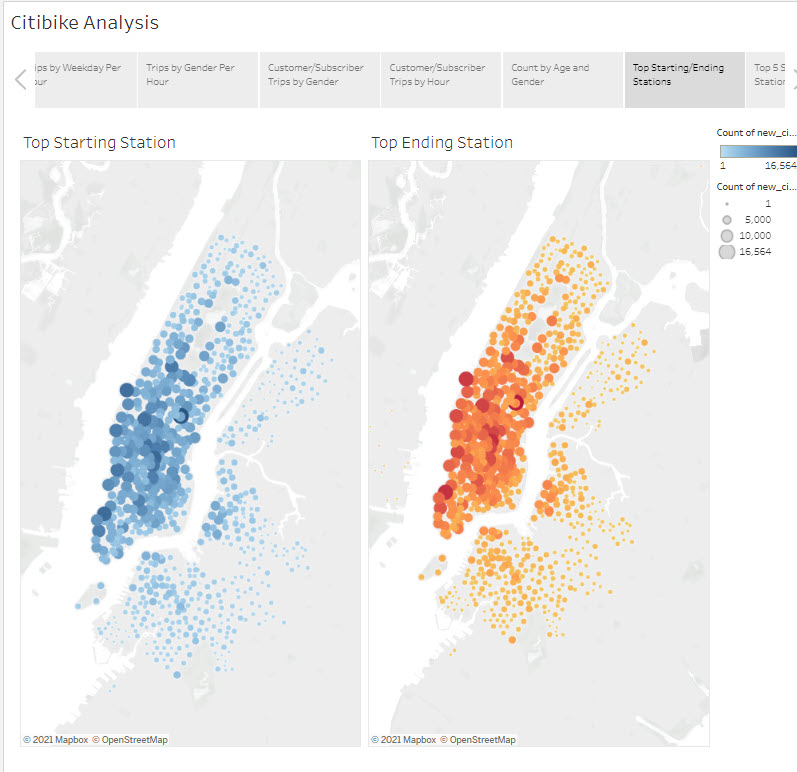 Citibike Analysis
ips by Weekday Per
our
Trips by Gender Per
Hour
Customer/Subscriber
Trips by Gender
Customer/Subscriber
Trips by Hour
Count by Age and
Gender
Top Starting/Ending
Stations
Top 5 S
Station
Top Starting Station
Top Ending Station
Count of new_ci...
1
16,564
Count of new_ci...
1
5,000
10,000
16,564
© 2021 Mapbox © OpenStreetMap
© 2021 Mapbox © OpenStreetMap